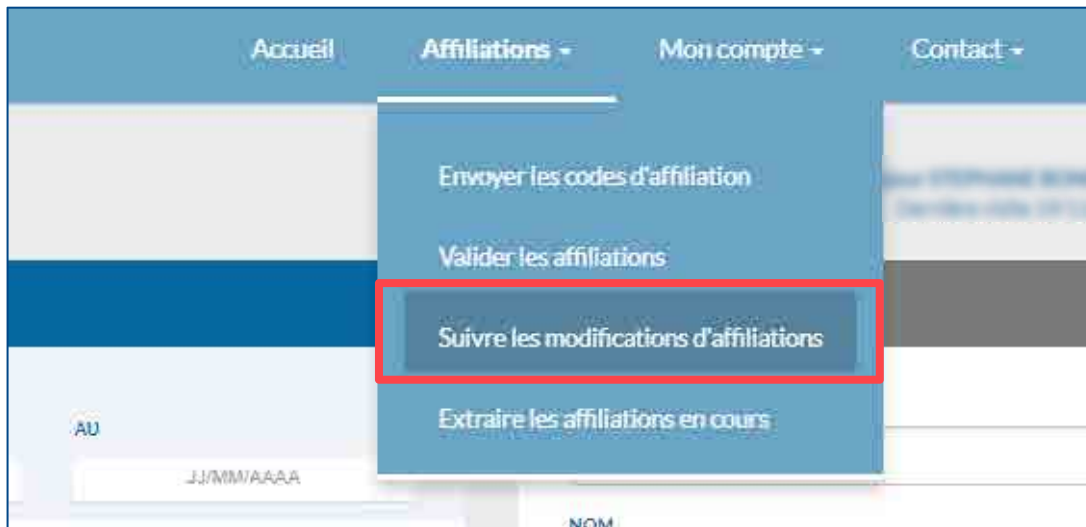 Accueil Affiliations Mon compte Contact
Envoyer les codes d'affiliation
Valider les affiliations
Suivre les modifications d'affiliations
Extraire les affiliations en cours
AU
JJ/MM/AAAA
NOM